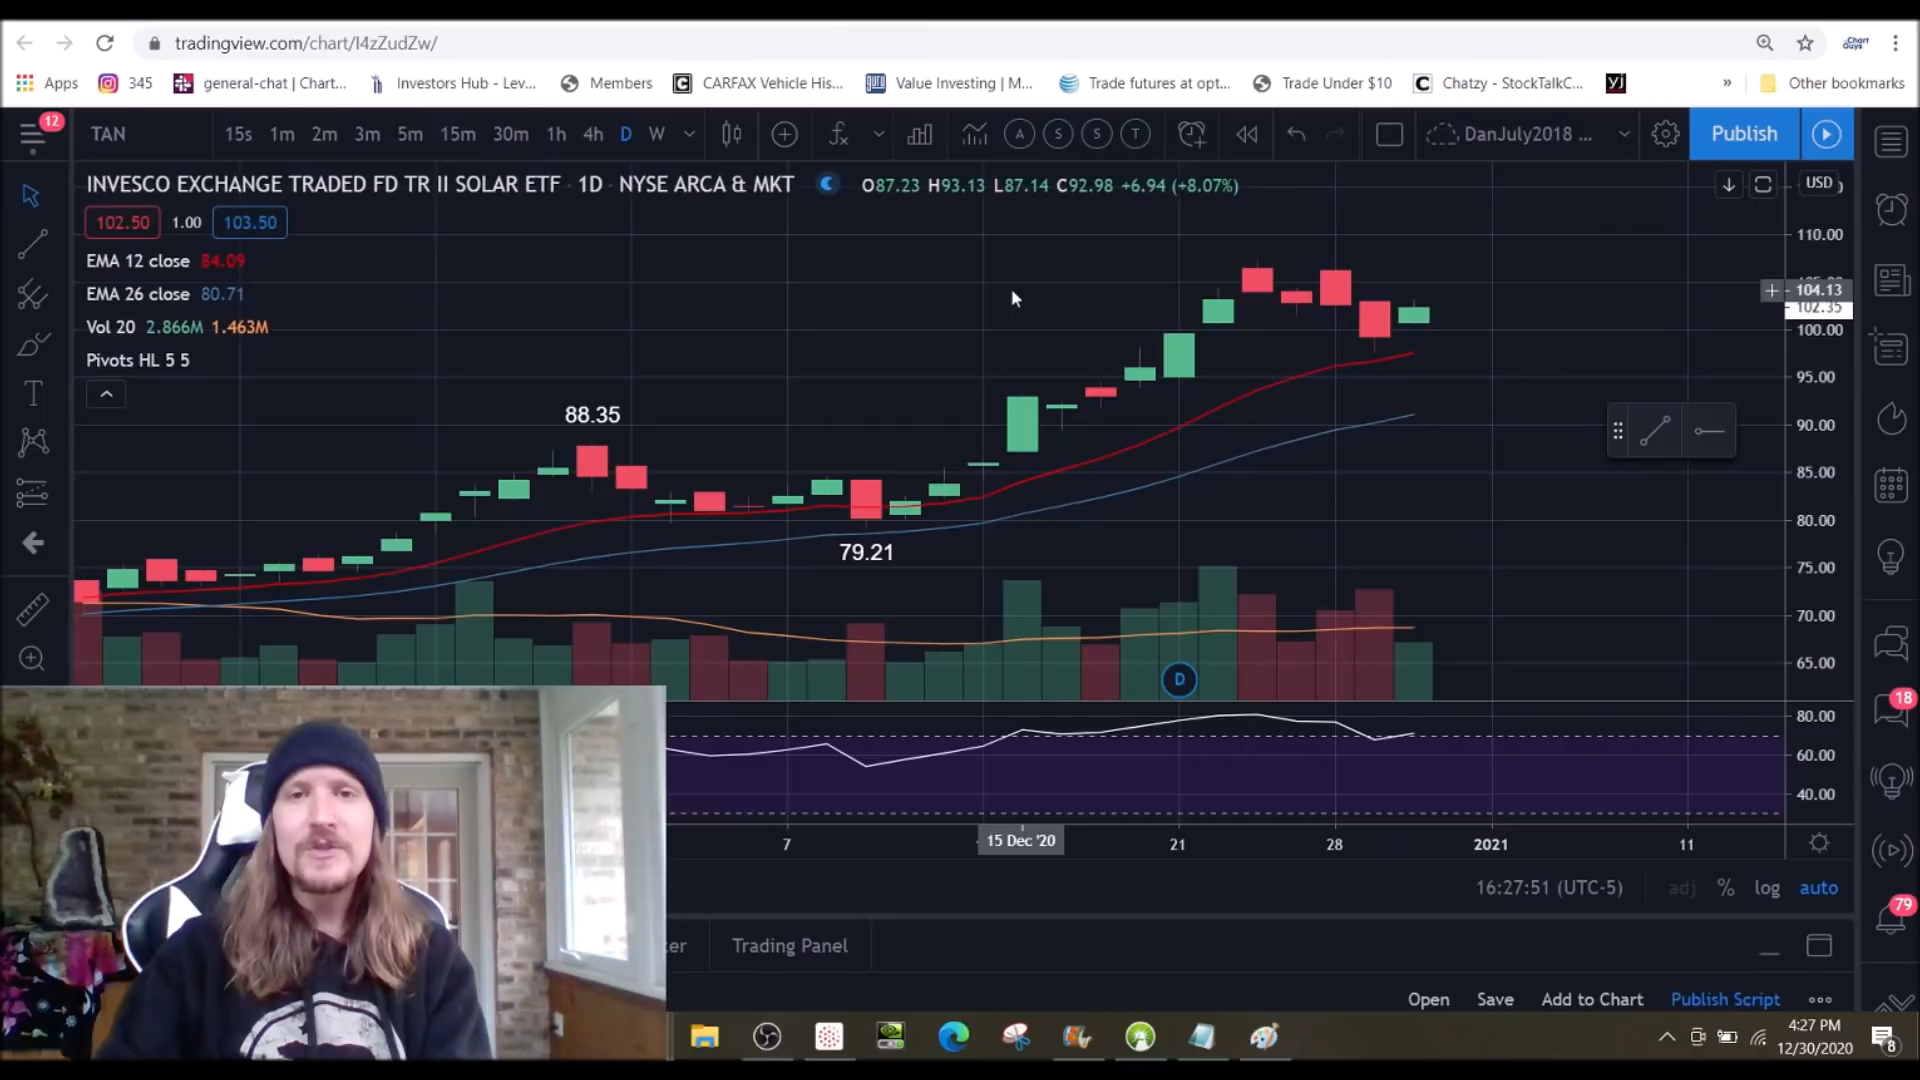 tradingview.com/chart/I4zZudZw/
Chart Guys
Apps 345 general-chat | Chart... Investors Hub - Lev... Members CARFAX Vehicle His... Value Investing | M... Trade futures at opt... Trade Under $10 Chatzy - StockTalkC... » Other bookmarks
12 TAN 15s 1m 2m 3m 5m 15m 30m 1h 4h D W A S S T DanJuly2018 ... Publish
INVESCO EXCHANGE TRADED FD TR II SOLAR ETF · 1D · NYSE ARCA & MKT O87.23 H93.13 L87.14 C92.98 +6.94 (+8.07%) USD
102.50 1.00 103.50
110.00
EMA 12 close 84.09
EMA 26 close 80.71
104.13
102.35
Vol 20 2.866M 1.463M
100.00
Pivots HL 5 5
95.00
88.35
90.00
85.00
80.00
79.21
75.00
70.00
65.00
D
18
80.00
60.00
40.00
7 15 Dec '20 21 28 2021 11
16:27:51 (UTC-5) adj % log auto
79
Trading Panel
Open Save Add to Chart Publish Script
4:27 PM
12/30/2020
8